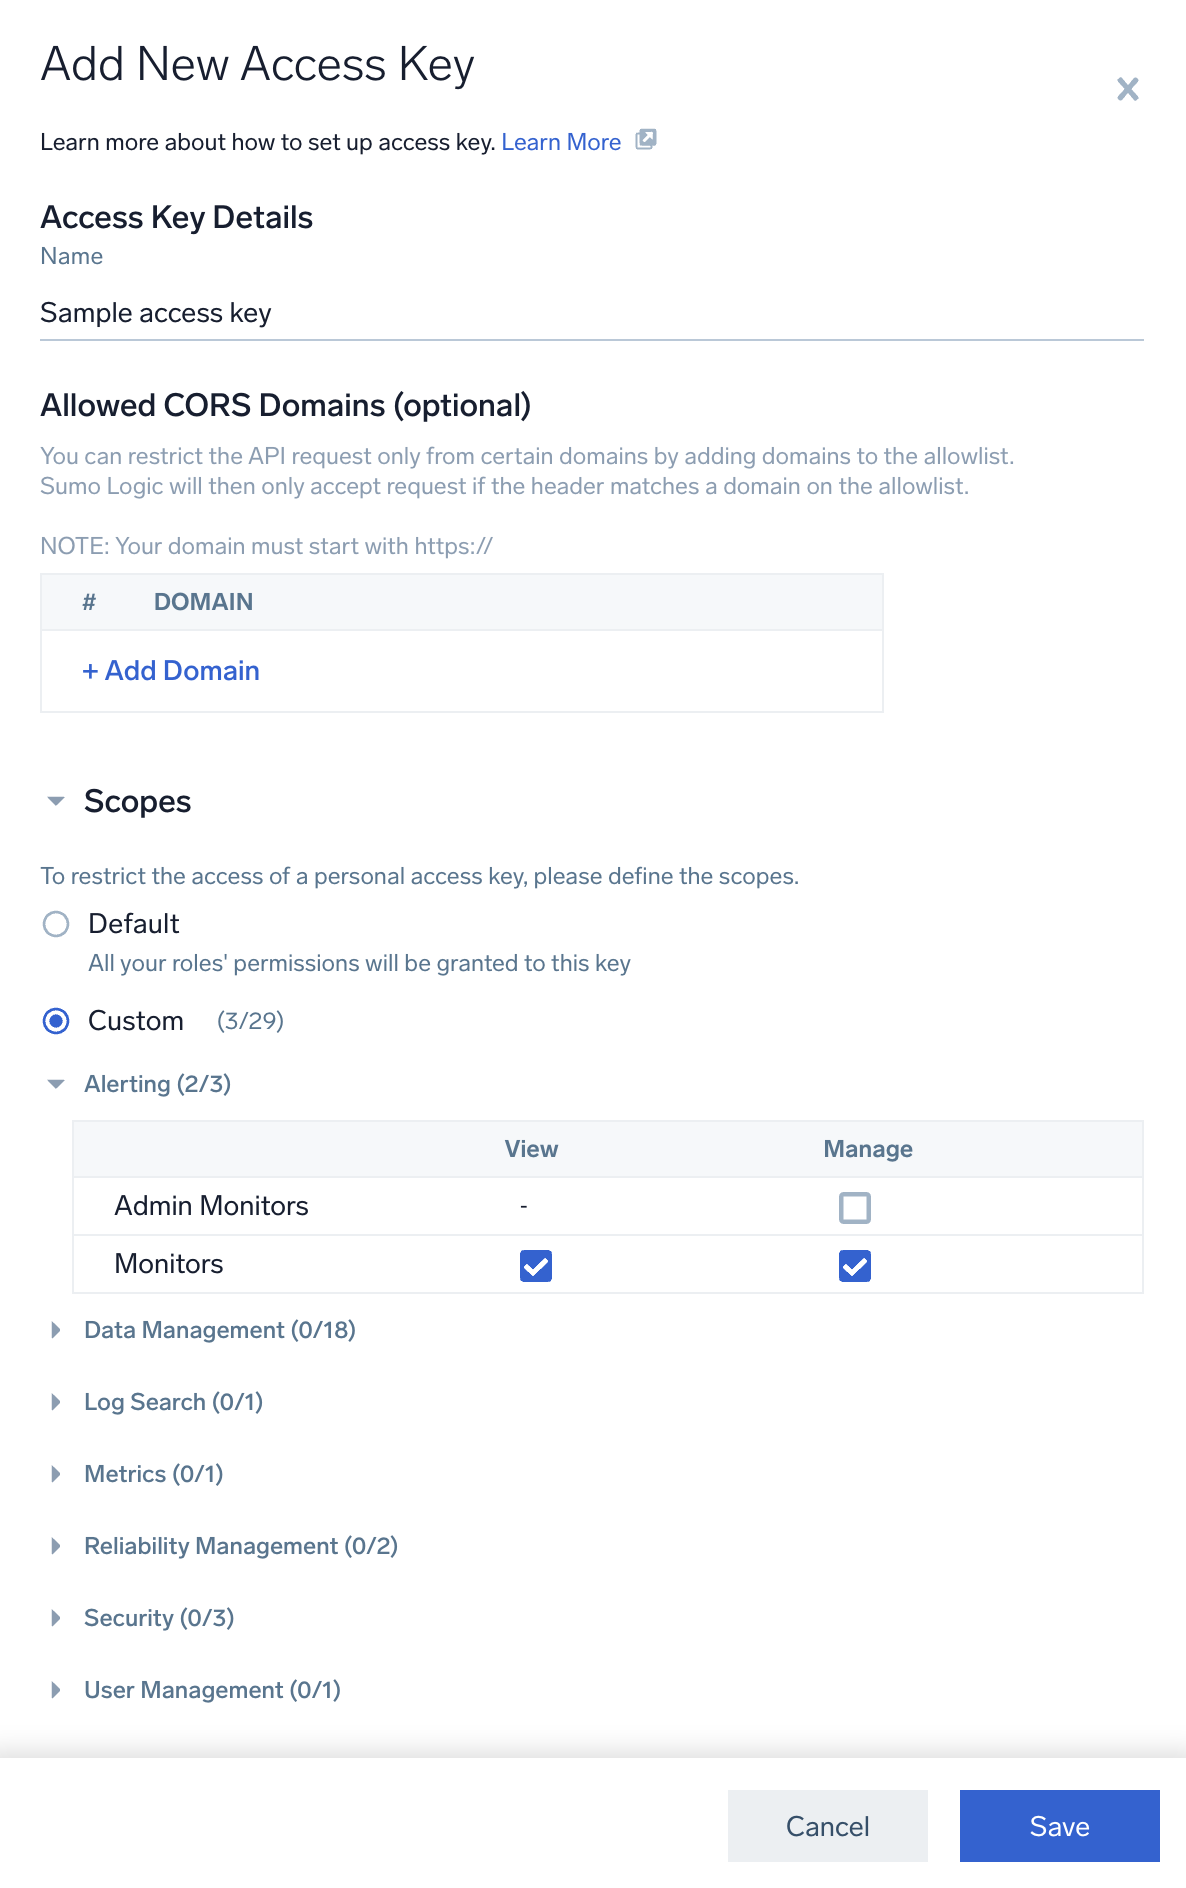 Add New Access Key
Learn more about how to set up access key. Learn More
Access Key Details
Name
Sample access key
Allowed CORS Domains (optional)
You can restrict the API request only from certain domains by adding domains to the allowlist.
Sumo Logic will then only accept request if the header matches a domain on the allowlist.
NOTE: Your domain must start with https://
# DOMAIN
+ Add Domain
Scopes
To restrict the access of a personal access key, please define the scopes.
Default
All your roles' permissions will be granted to this key
Custom (3/29)
Alerting (2/3)
View Manage
Admin Monitors -
Monitors
Data Management (0/18)
Log Search (0/1)
Metrics (0/1)
Reliability Management (0/2)
Security (0/3)
User Management (0/1)
Cancel Save